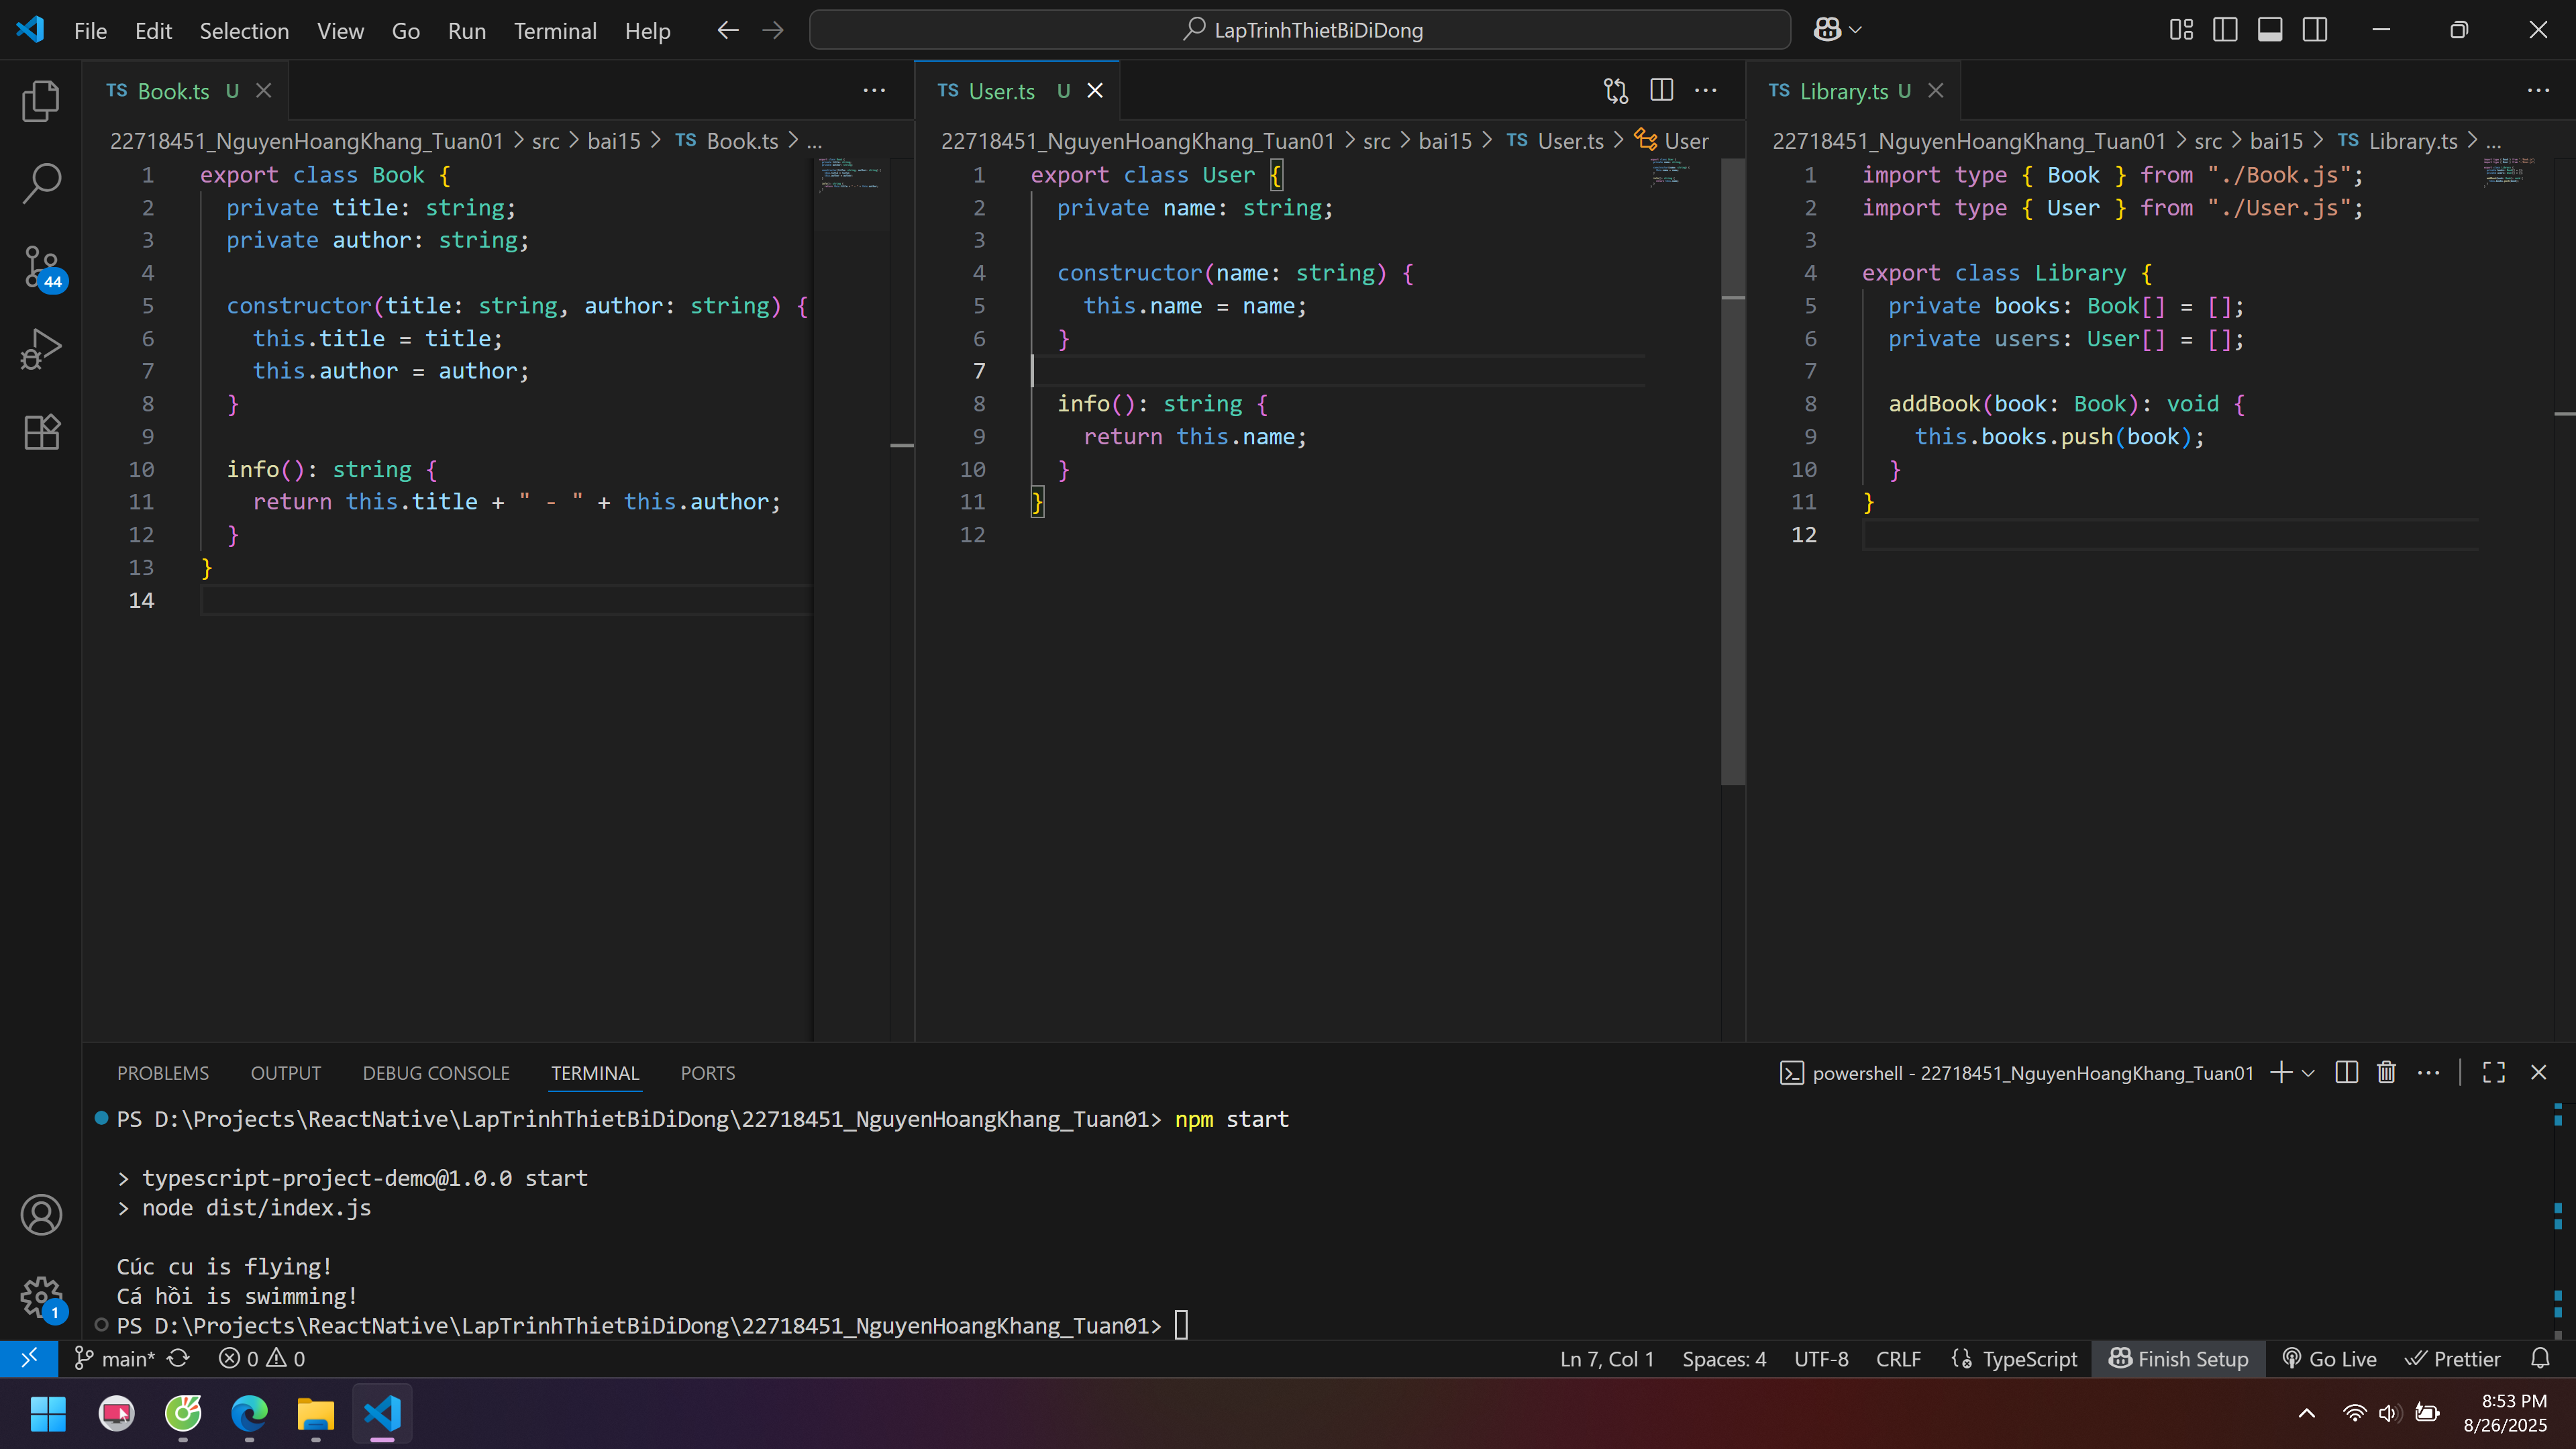 File Edit Selection View Go Run Terminal Help LapTrinhThietBiDiDong
TS Book.ts U
22718451_NguyenHoangKhang_Tuan01 > src > bai15 > TS Book.ts > ...
1 export class Book {
2 private title: string;
3 private author: string;
4
5 constructor(title: string, author: string) {
6 this.title = title;
7 this.author = author;
8 }
9
10 info(): string {
11 return this.title + " - " + this.author;
12 }
13 }
14
TS User.ts U
22718451_NguyenHoangKhang_Tuan01 > src > bai15 > TS User.ts > User
1 export class User {
2 private name: string;
3
4 constructor(name: string) {
5 this.name = name;
6 }
7
8 info(): string {
9 return this.name;
10 }
11 }
12
TS Library.ts U
22718451_NguyenHoangKhang_Tuan01 > src > bai15 > TS Library.ts > ...
1 import type { Book } from "./Book.js";
2 import type { User } from "./User.js";
3
4 export class Library {
5 private books: Book[] = [];
6 private users: User[] = [];
7
8 addBook(book: Book): void {
9 this.books.push(book);
10 }
11 }
12
44
1
PROBLEMS OUTPUT DEBUG CONSOLE TERMINAL PORTS powershell - 22718451_NguyenHoangKhang_Tuan01
PS D:\Projects\ReactNative\LapTrinhThietBiDiDong\22718451_NguyenHoangKhang_Tuan01> npm start
> typescript-project-demo@1.0.0 start
> node dist/index.js
Cúc cu is flying!
Cá hồi is swimming!
PS D:\Projects\ReactNative\LapTrinhThietBiDiDong\22718451_NguyenHoangKhang_Tuan01>
main* 0 0 Ln 7, Col 1 Spaces: 4 UTF-8 CRLF TypeScript Finish Setup Go Live Prettier
8:53 PM
8/26/2025